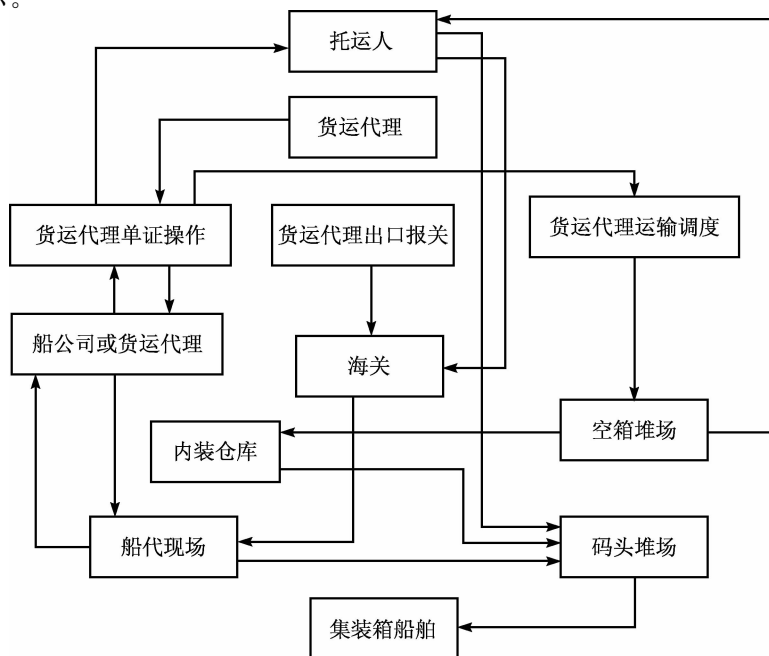 。
托运人
货运代理
货运代理单证操作
货运代理出口报关
货运代理运输调度
船公司或货运代理
海关
空箱堆场
内装仓库
船代现场
码头堆场
集装箱船舶